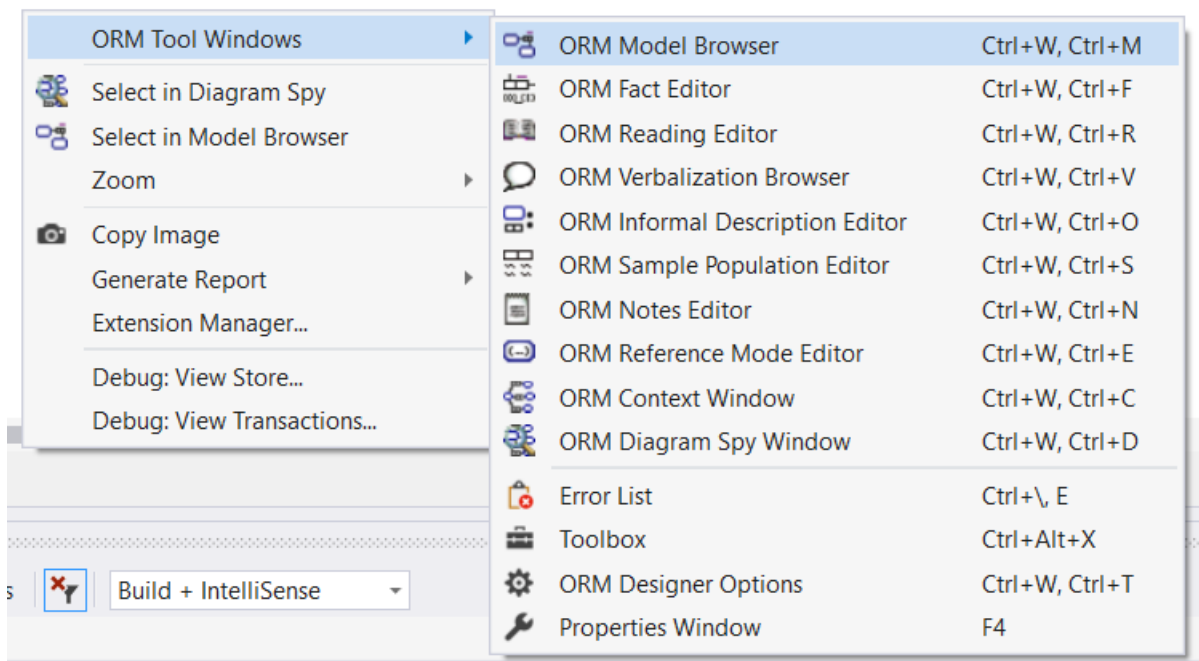 ORM Tool Windows
Select in Diagram Spy
Select in Model Browser
Zoom
Copy Image
Generate Report
Extension Manager...
Debug: View Store...
Debug: View Transactions...
ORM Model Browser Ctrl+W, Ctrl+M
ORM Fact Editor Ctrl+W, Ctrl+F
ORM Reading Editor Ctrl+W, Ctrl+R
ORM Verbalization Browser Ctrl+W, Ctrl+V
ORM Informal Description Editor Ctrl+W, Ctrl+O
ORM Sample Population Editor Ctrl+W, Ctrl+S
ORM Notes Editor Ctrl+W, Ctrl+N
ORM Reference Mode Editor Ctrl+W, Ctrl+E
ORM Context Window Ctrl+W, Ctrl+C
ORM Diagram Spy Window Ctrl+W, Ctrl+D
Error List Ctrl+\, E
Toolbox Ctrl+Alt+X
ORM Designer Options Ctrl+W, Ctrl+T
Properties Window F4
s Build + IntelliSense